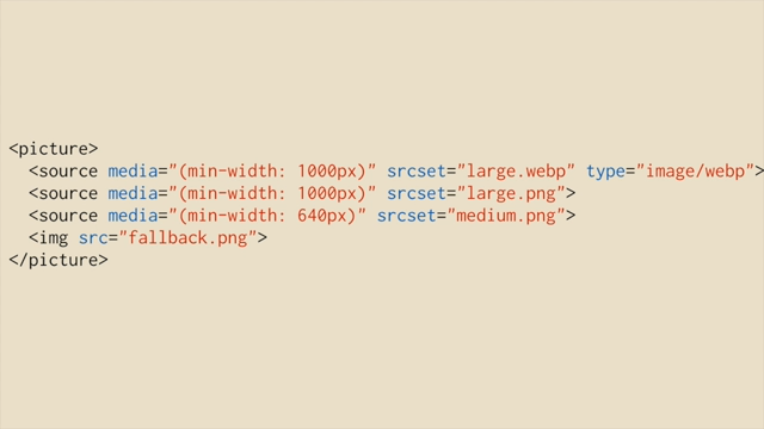 <picture>
<source media="(min-width: 1000px)" srcset="large.webp" type="image/webp">
<source media="(min-width: 1000px)" srcset="large.png">
<source media="(min-width: 640px)" srcset="medium.png">
<img src="fallback.png">
</picture>